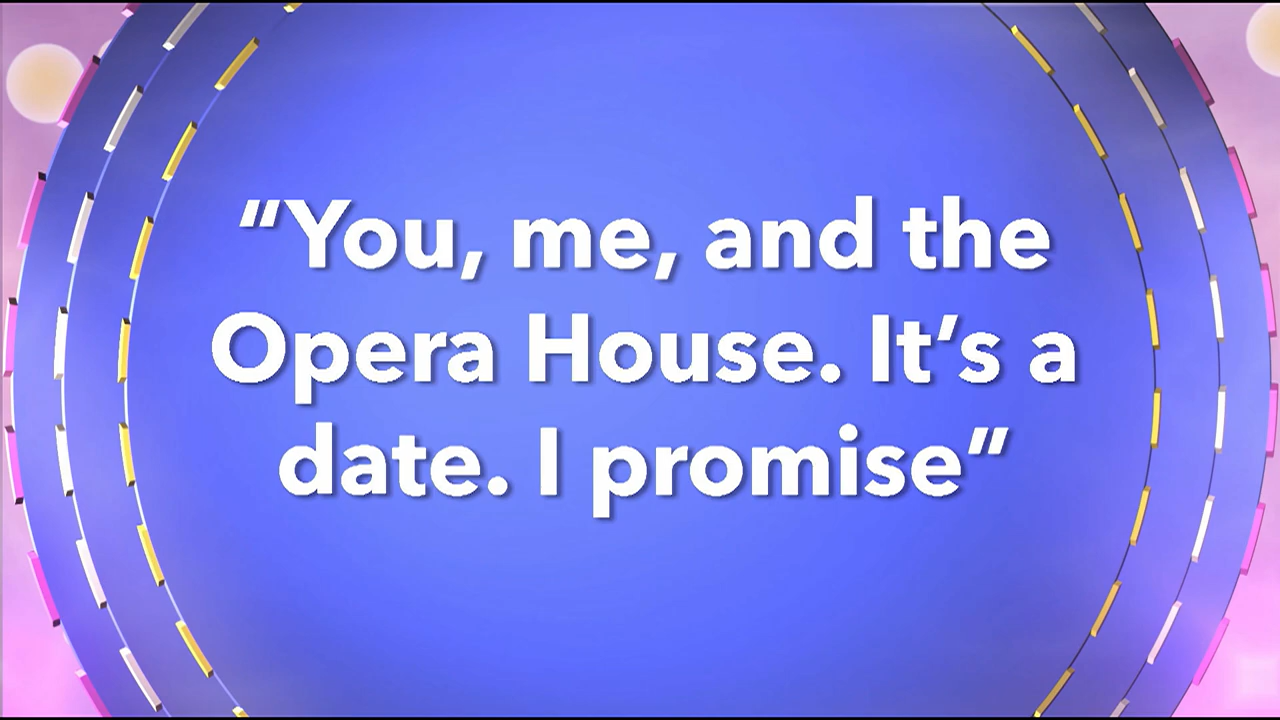 “You, me, and the
Opera House. It’s a
date. I promise”